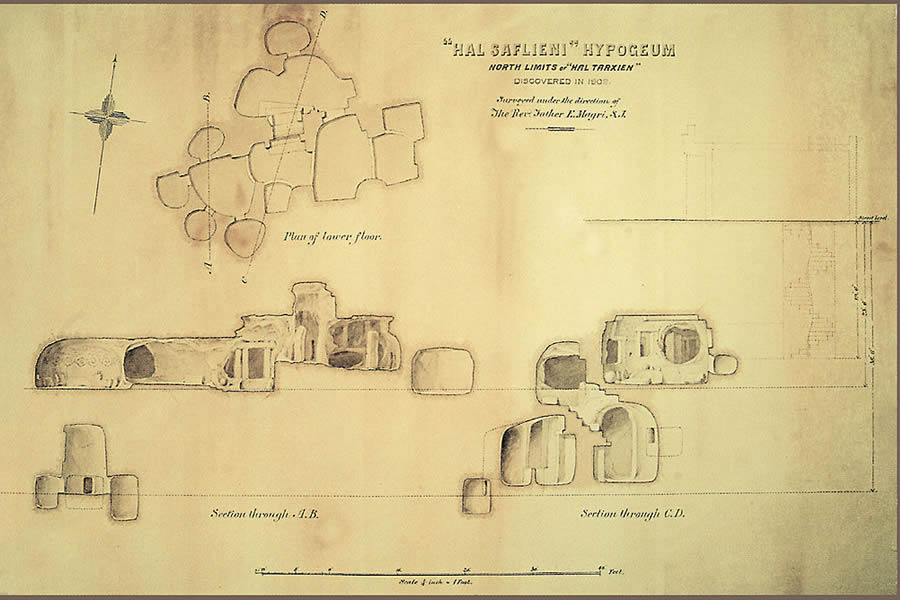 "HAL SAFLIENI" HYPOGEUM
NORTH LIMITS of "HAL TARXIEN"
DISCOVERED IN 1902.
Surveyed under the direction of
The Rev: Father E. Magri, S.J.
D.
B.
A
C.
Plan of lower floor.
Street Level.
Section through A.B.
Section through C.D.
Feet.
Scale ¼ inch = 1 Foot.